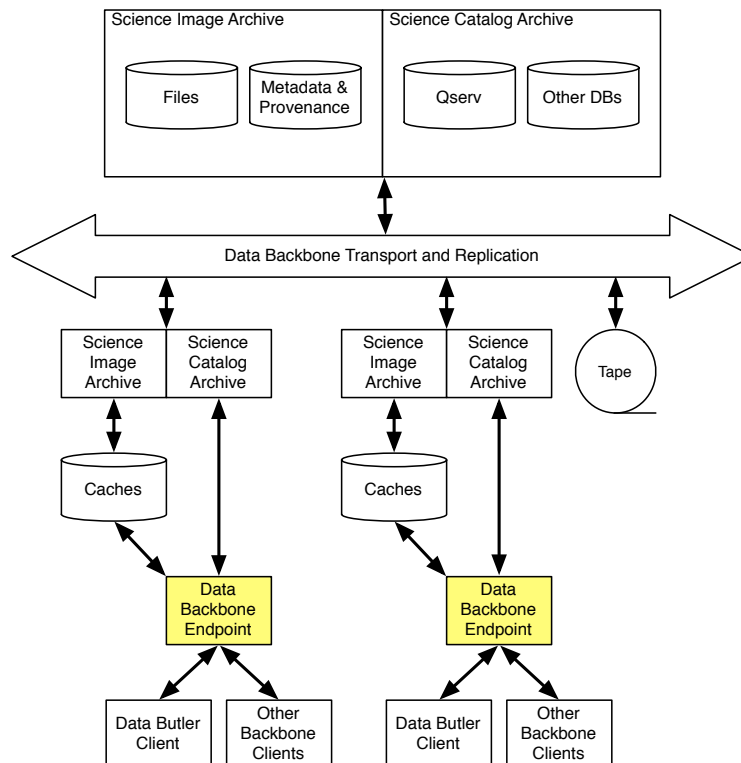 Science Image Archive
Science Catalog Archive
Files
Metadata &
Provenance
Qserv
Other DBs
Data Backbone Transport and Replication
Science
Image
Archive
Science
Catalog
Archive
Science
Image
Archive
Science
Catalog
Archive
Tape
Caches
Caches
Data
Backbone
Endpoint
Data
Backbone
Endpoint
Data Butler
Client
Other
Backbone
Clients
Data Butler
Client
Other
Backbone
Clients